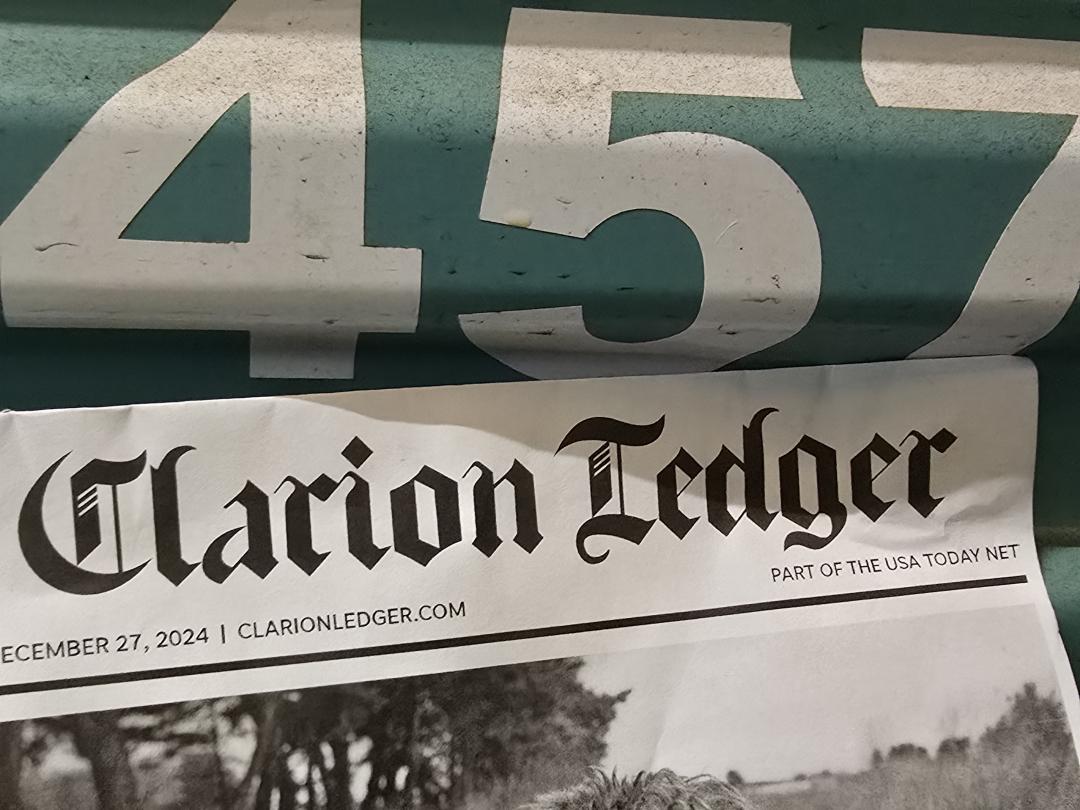 457
Clarion Ledger
PART OF THE USA TODAY NET
ECEMBER 27, 2024 | CLARIONLEDGER.COM